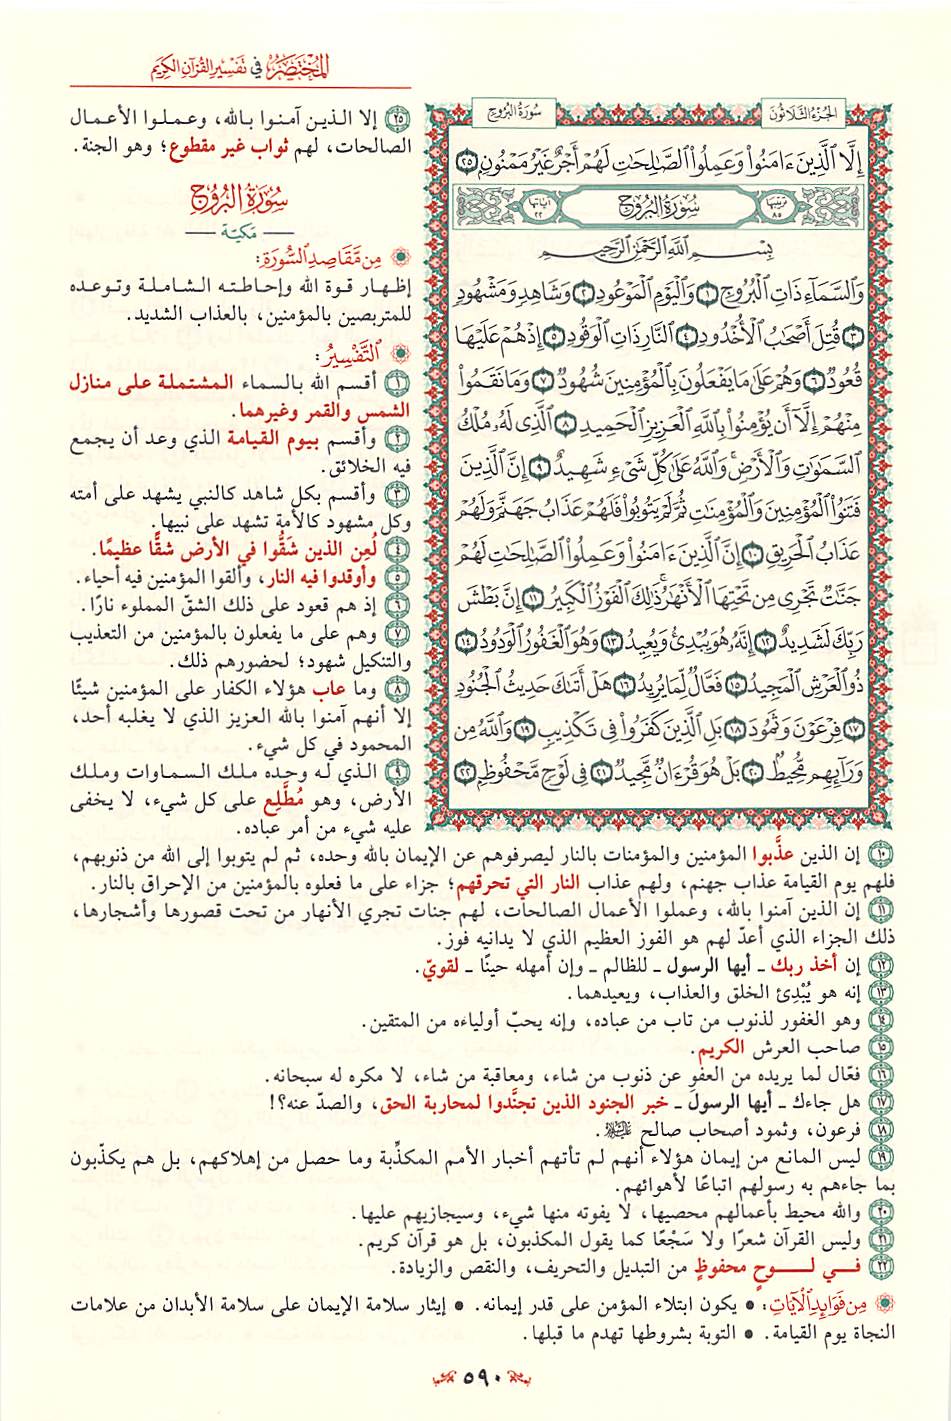 المختصر في تفسير القرآن الكريم
الجزء الثلاثون
سورة البروج
إِلَّا ٱلَّذِينَ ءَامَنُوا۟ وَعَمِلُوا۟ ٱلصَّـٰلِحَـٰتِ لَهُمْ أَجْرٌ غَيْرُ مَمْنُونٍۭ ٢٥
ترتيبها ٨٥
سورة البروج
آياتها ٢٢
بِسْمِ ٱللَّهِ ٱلرَّحْمَـٰنِ ٱلرَّحِيمِ
وَٱلسَّمَآءِ ذَاتِ ٱلْبُرُوجِ ١ وَٱلْيَوْمِ ٱلْمَوْعُودِ ٢ وَشَاهِدٍ وَمَشْهُودٍ
٣ قُتِلَ أَصْحَـٰبُ ٱلْأُخْدُودِ ٤ ٱلنَّارِ ذَاتِ ٱلْوَقُودِ ٥ إِذْ هُمْ عَلَيْهَا
قُعُودٌ ٦ وَهُمْ عَلَىٰ مَا يَفْعَلُونَ بِٱلْمُؤْمِنِينَ شُهُودٌ ٧ وَمَا نَقَمُوا۟
مِنْهُمْ إِلَّآ أَن يُؤْمِنُوا۟ بِٱللَّهِ ٱلْعَزِيزِ ٱلْحَمِيدِ ٨ ٱلَّذِى لَهُۥ مُلْكُ
ٱلسَّمَـٰوَٰتِ وَٱلْأَرْضِ ۚ وَٱللَّهُ عَلَىٰ كُلِّ شَىْءٍ شَهِيدٌ ٩ إِنَّ ٱلَّذِينَ
فَتَنُوا۟ ٱلْمُؤْمِنِينَ وَٱلْمُؤْمِنَـٰتِ ثُمَّ لَمْ يَتُوبُوا۟ فَلَهُمْ عَذَابُ جَهَنَّمَ وَلَهُمْ
عَذَابُ ٱلْحَرِيقِ ١٠ إِنَّ ٱلَّذِينَ ءَامَنُوا۟ وَعَمِلُوا۟ ٱلصَّـٰلِحَـٰتِ لَهُمْ
جَنَّـٰتٌ تَجْرِى مِن تَحْتِهَا ٱلْأَنْهَـٰرُ ۚ ذَٰلِكَ ٱلْفَوْزُ ٱلْكَبِيرُ ١١ إِنَّ بَطْشَ
رَبِّكَ لَشَدِيدٌ ١٢ إِنَّهُۥ هُوَ يُبْدِئُ وَيُعِيدُ ١٣ وَهُوَ ٱلْغَفُورُ ٱلْوَدُودُ ١٤
ذُو ٱلْعَرْشِ ٱلْمَجِيدُ ١٥ فَعَّالٌ لِّمَا يُرِيدُ ١٦ هَلْ أَتَىٰكَ حَدِيثُ ٱلْجُنُودِ
١٧ فِرْعَوْنَ وَثَمُودَ ١٨ بَلِ ٱلَّذِينَ كَفَرُوا۟ فِى تَكْذِيبٍ ١٩ وَٱللَّهُ مِن
وَرَآئِهِم مُّحِيطٌۢ ٢٠ بَلْ هُوَ قُرْءَانٌ مَّجِيدٌ ٢١ فِى لَوْحٍ مَّحْفُوظٍۭ ٢٢
٢٥ إلا الذين آمنوا بالله، وعملوا الأعمال
الصالحات، لهم ثواب غير مقطوع؛ وهو الجنة.
سورة البروج
— مكيّة —
من مقاصد السورة:
إظهار قوة الله وإحاطته الشاملة وتوعده
للمتربصين بالمؤمنين، بالعذاب الشديد.
التفسير:
١ أقسم الله بالسماء المشتملة على منازل
الشمس والقمر وغيرهما.
٢ وأقسم بيوم القيامة الذي وعد أن يجمع
فيه الخلائق.
٣ وأقسم بكل شاهد كالنبي يشهد على أمته
وكل مشهود كالأمة تشهد على نبيها.
٤ لُعِن الذين شَقُّوا في الأرض شقًّا عظيمًا.
٥ وأوقدوا فيه النار، وألقوا المؤمنين فيه أحياء.
٦ إذ هم قعود على ذلك الشقّ المملوء نارًا.
٧ وهم على ما يفعلون بالمؤمنين من التعذيب
والتنكيل شهود؛ لحضورهم ذلك.
٨ وما عاب هؤلاء الكفار على المؤمنين شيئًا
إلا أنهم آمنوا بالله العزيز الذي لا يغلبه أحد،
المحمود في كل شيء.
٩ الذي له وحده ملك السماوات وملك
الأرض، وهو مُطَّلِع على كل شيء، لا يخفى
عليه شيء من أمر عباده.
١٠ إن الذين عذَّبوا المؤمنين والمؤمنات بالنار ليصرفوهم عن الإيمان بالله وحده، ثم لم يتوبوا إلى الله من ذنوبهم،
فلهم يوم القيامة عذاب جهنم، ولهم عذاب النار التي تحرقهم؛ جزاء على ما فعلوه بالمؤمنين من الإحراق بالنار.
١١ إن الذين آمنوا بالله، وعملوا الأعمال الصالحات، لهم جنات تجري الأنهار من تحت قصورها وأشجارها،
ذلك الجزاء الذي أعدّ لهم هو الفوز العظيم الذي لا يدانيه فوز.
١٢ إن أخذ ربك ـ أيها الرسول ـ للظالم ـ وإن أمهله حينًا ـ لقويّ.
١٣ إنه هو يُبْدِئ الخلق والعذاب، ويعيدهما.
١٤ وهو الغفور لذنوب من تاب من عباده، وإنه يحبّ أولياءه من المتقين.
١٥ صاحب العرش الكريم.
١٦ فعّال لما يريده من العفو عن ذنوب من شاء، ومعاقبة من شاء، لا مكره له سبحانه.
١٧ هل جاءك ـ أيها الرسول ـ خبر الجنود الذين تجنَّدوا لمحاربة الحق، والصدّ عنه؟!
١٨ فرعون، وثمود أصحاب صالح عليه السلام.
١٩ ليس المانع من إيمان هؤلاء أنهم لم تأتهم أخبار الأمم المكذِّبة وما حصل من إهلاكهم، بل هم يكذّبون
بما جاءهم به رسولهم اتباعًا لأهوائهم.
٢٠ والله محيط بأعمالهم محصيها، لا يفوته منها شيء، وسيجازيهم عليها.
٢١ وليس القرآن شعرًا ولا سَجْعًا كما يقول المكذبون، بل هو قرآن كريم.
٢٢ فــي لـــوحٍ محفوظٍ من التبديل والتحريف، والنقص والزيادة.
من فوائد الآيات: • يكون ابتلاء المؤمن على قدر إيمانه. • إيثار سلامة الإيمان على سلامة الأبدان من علامات
النجاة يوم القيامة. • التوبة بشروطها تهدم ما قبلها.
٥٩٠